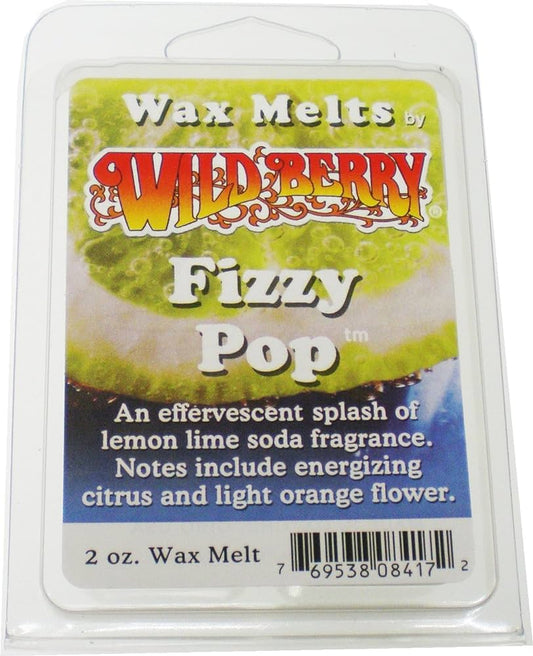 Wax Melts by
WILD BERRY®
Fizzy
Pop™
An effervescent splash of
lemon lime soda fragrance.
Notes include energizing
citrus and light orange flower.
2 oz. Wax Melt
7 69538 08417 2